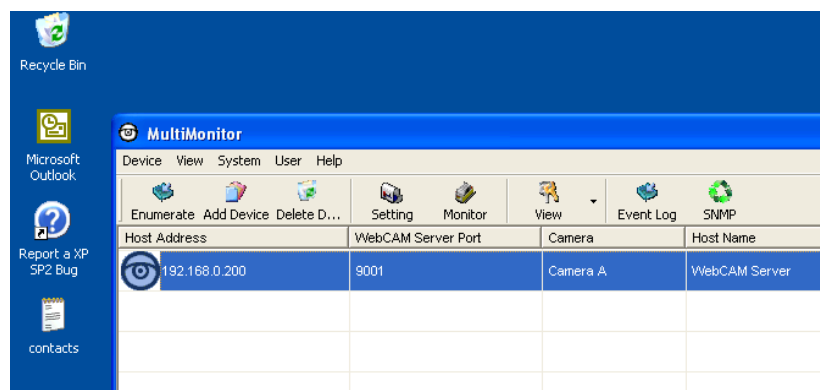 Recycle Bin
Microsoft
Outlook
Report a XP
SP2 Bug
contacts
MultiMonitor
Device View System User Help
Enumerate Add Device Delete D... Setting Monitor View Event Log SNMP
Host Address WebCAM Server Port Camera Host Name
192.168.0.200 9001 Camera A WebCAM Server